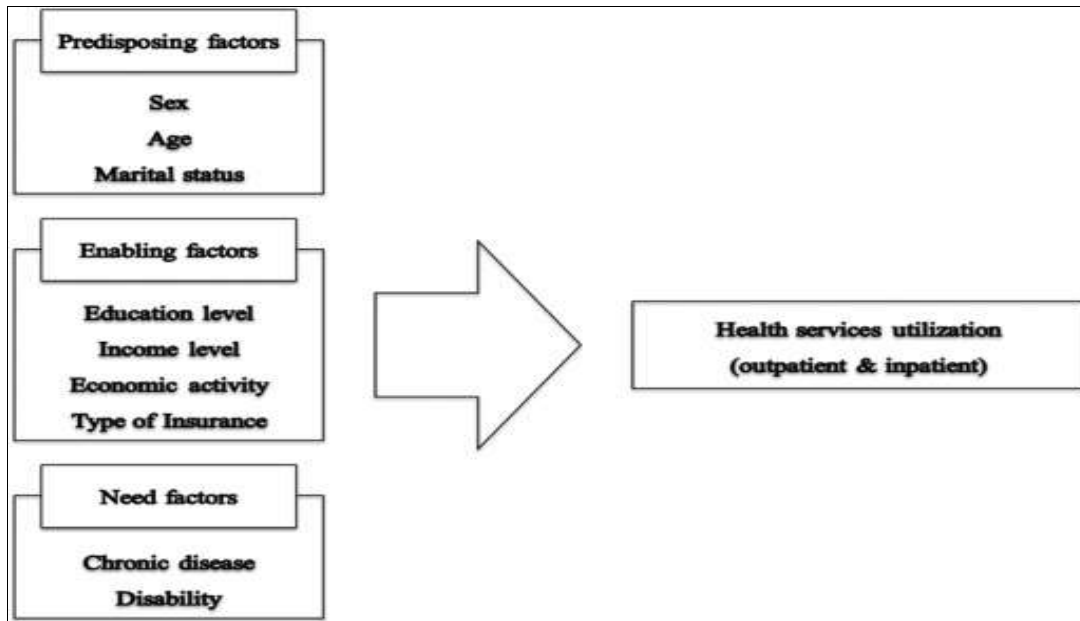 Predisposing factors
Sex
Age
Marital status
Enabling factors
Education level
Income level
Economic activity
Type of Insurance
Need factors
Chronic disease
Disability
Health services utilization
(outpatient & inpatient)